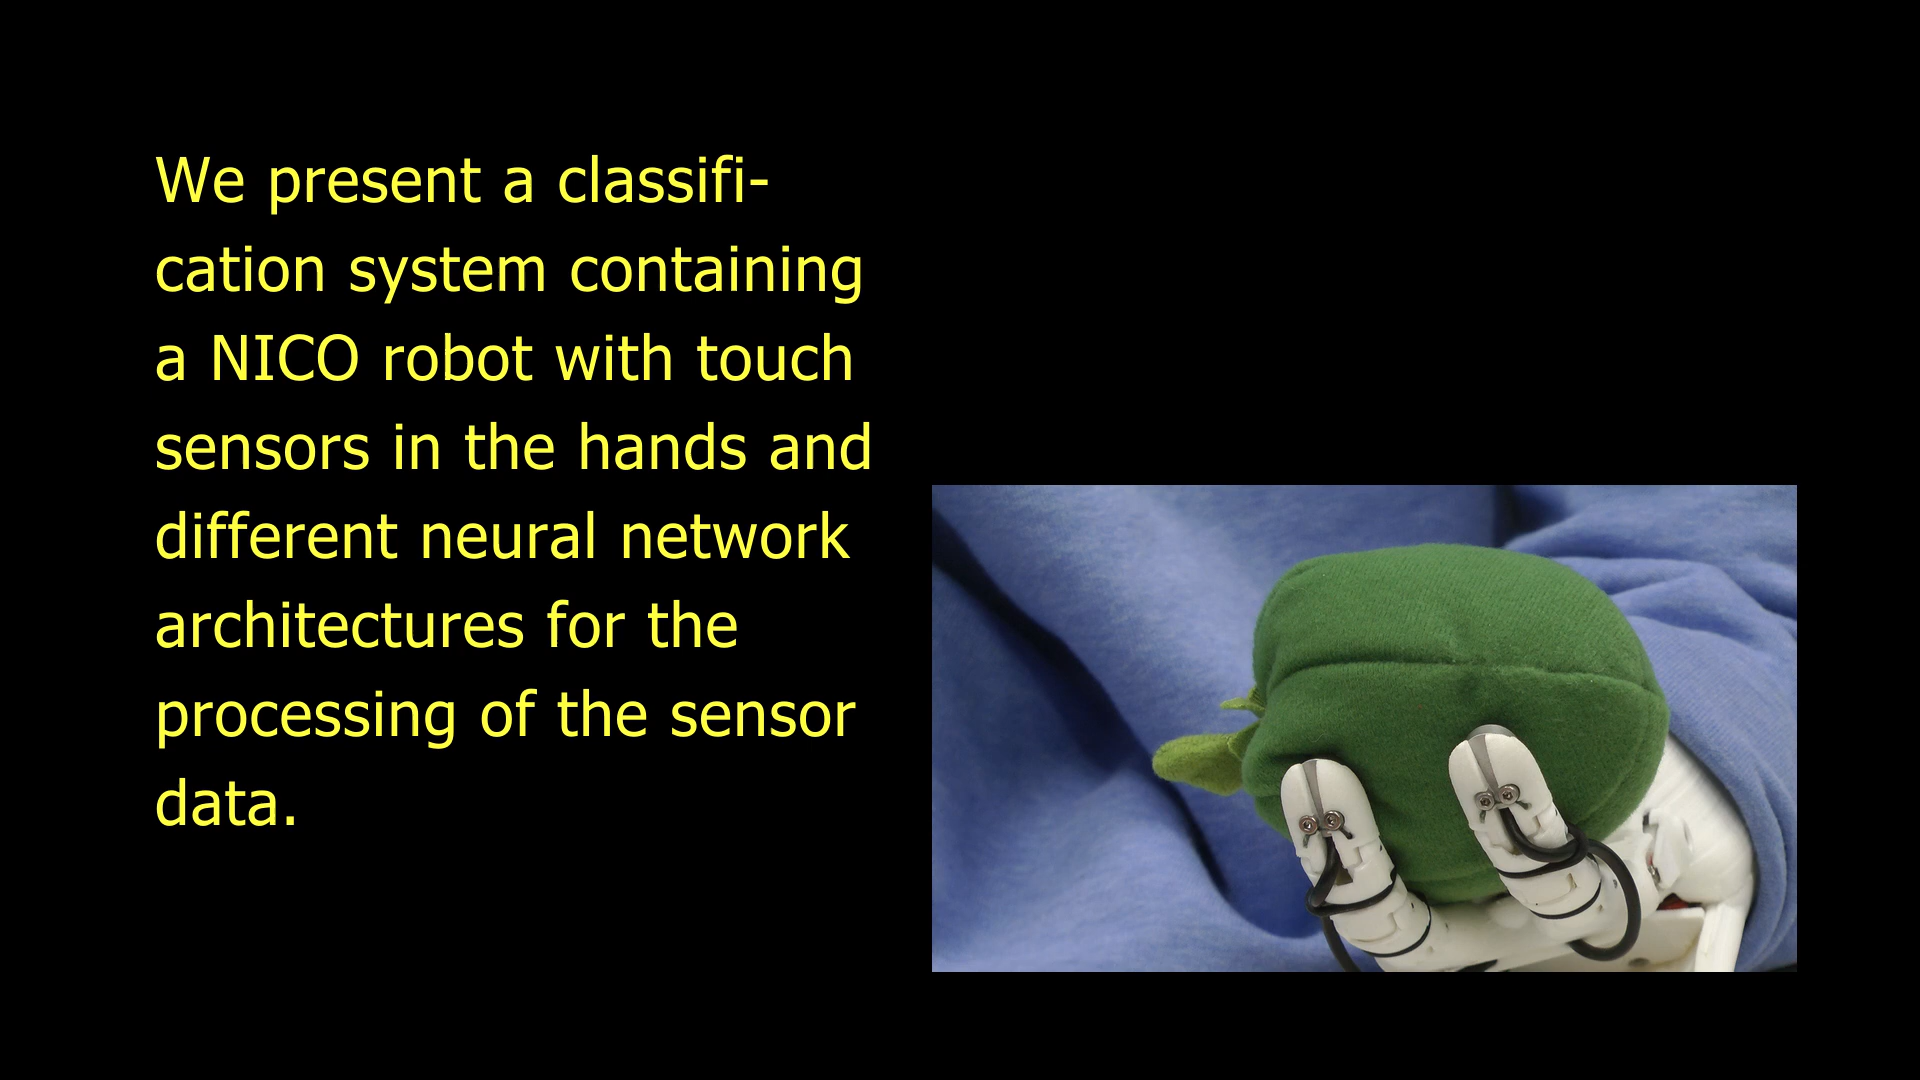 We present a classifi-
cation system containing
a NICO robot with touch
sensors in the hands and
different neural network
architectures for the
processing of the sensor
data.